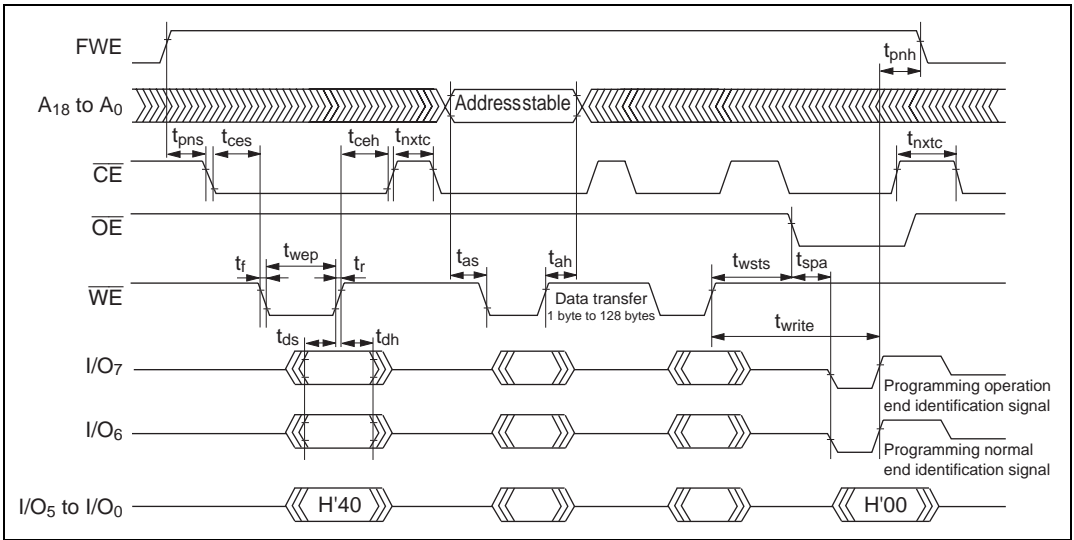 FWE
tpnh
A18 to A0
Addressstable
tpns
tces
tceh
tnxtc
tnxtc
CE
OE
tf
twep
tr
tas
tah
twsts
tspa
WE
Data transfer
1 byte to 128 bytes
twrite
tds
tdh
I/O7
Programming operation
end identification signal
I/O6
Programming normal
end identification signal
I/O5 to I/O0
H'40
H'00